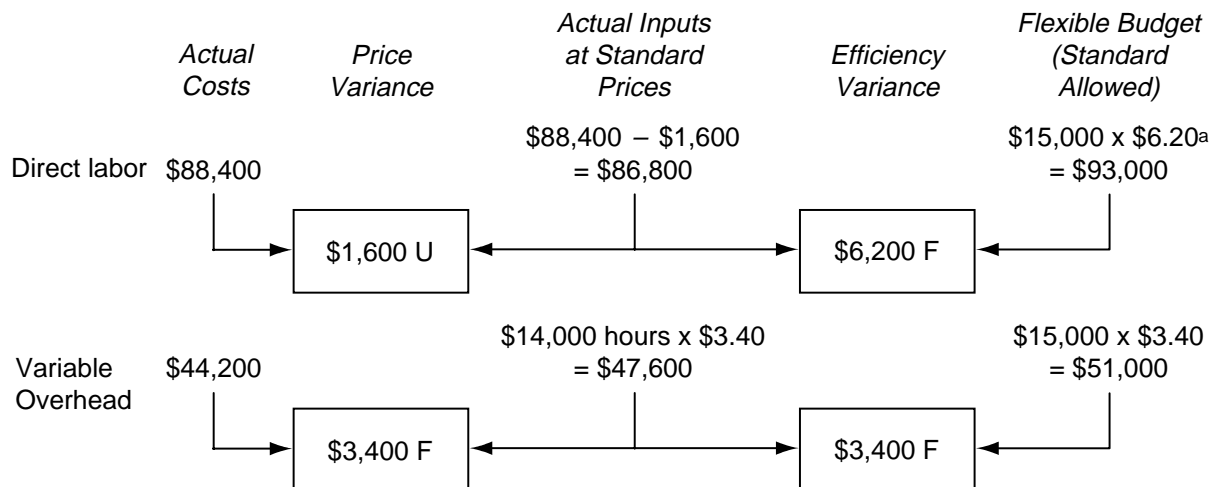 Actual
Costs
Price
Variance
Actual Inputs
at Standard
Prices
Efficiency
Variance
Flexible Budget
(Standard
Allowed)
Direct labor
$88,400
$88,400 – $1,600
= $86,800
$15,000 x $6.20ᵃ
= $93,000
$1,600 U
$6,200 F
Variable
Overhead
$44,200
$14,000 hours x $3.40
= $47,600
$15,000 x $3.40
= $51,000
$3,400 F
$3,400 F